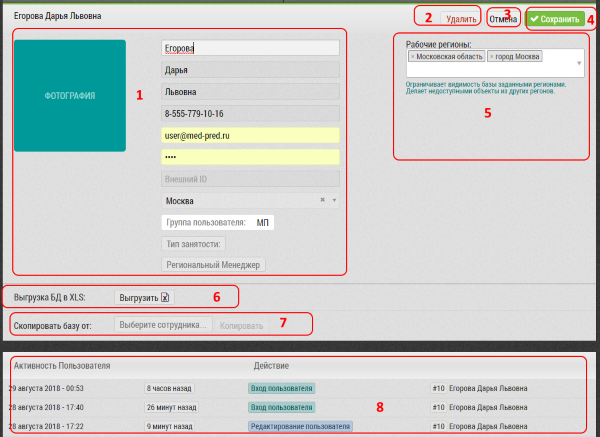 Егорова Дарья Львовна
2 Удалить
3 Отмена
✔ Сохранить 4
ФОТОГРАФИЯ
1
Егорова
Дарья
Львовна
8-555-779-10-16
user@med-pred.ru
••••
Внешний ID
Москва × ▾
Группа пользователя: МП
Тип занятости:
Региональный Менеджер
Рабочие регионы:
× Московская область × город Москва
Ограничивает видимость базы заданными регионами.
Делает недоступными объекты из других регонов.
5
Выгрузка БД в XLS: Выгрузить 6
Скопировать базу от: Выберите сотрудника... Копировать 7
Активность Пользователя Действие
29 августа 2018 - 00:53 8 часов назад Вход пользователя #10 Егорова Дарья Львовна
28 августа 2018 - 17:40 26 минут назад Вход пользователя 8 #10 Егорова Дарья Львовна
28 августа 2018 - 17:22 9 минут назад Редактирование пользователя #10 Егорова Дарья Львовна